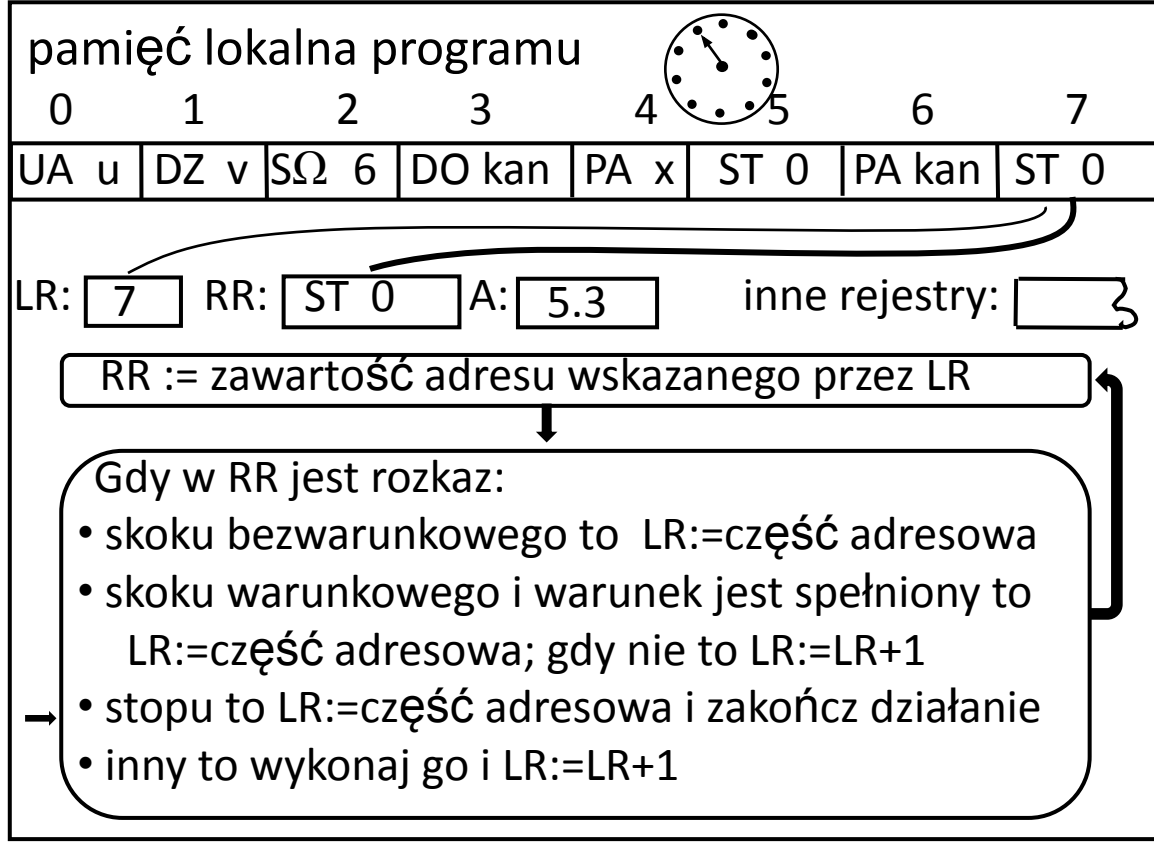 pamięć lokalna programu
0 1 2 3 4 5 6 7
UA u DZ v SΩ 6 DO kan PA x ST 0 PA kan ST 0
LR: 7 RR: ST 0 A: 5.3 inne rejestry:
RR := zawartość adresu wskazanego przez LR
Gdy w RR jest rozkaz:
• skoku bezwarunkowego to LR:=część adresowa
• skoku warunkowego i warunek jest spełniony to
LR:=część adresowa; gdy nie to LR:=LR+1
• stopu to LR:=część adresowa i zakończ działanie
• inny to wykonaj go i LR:=LR+1